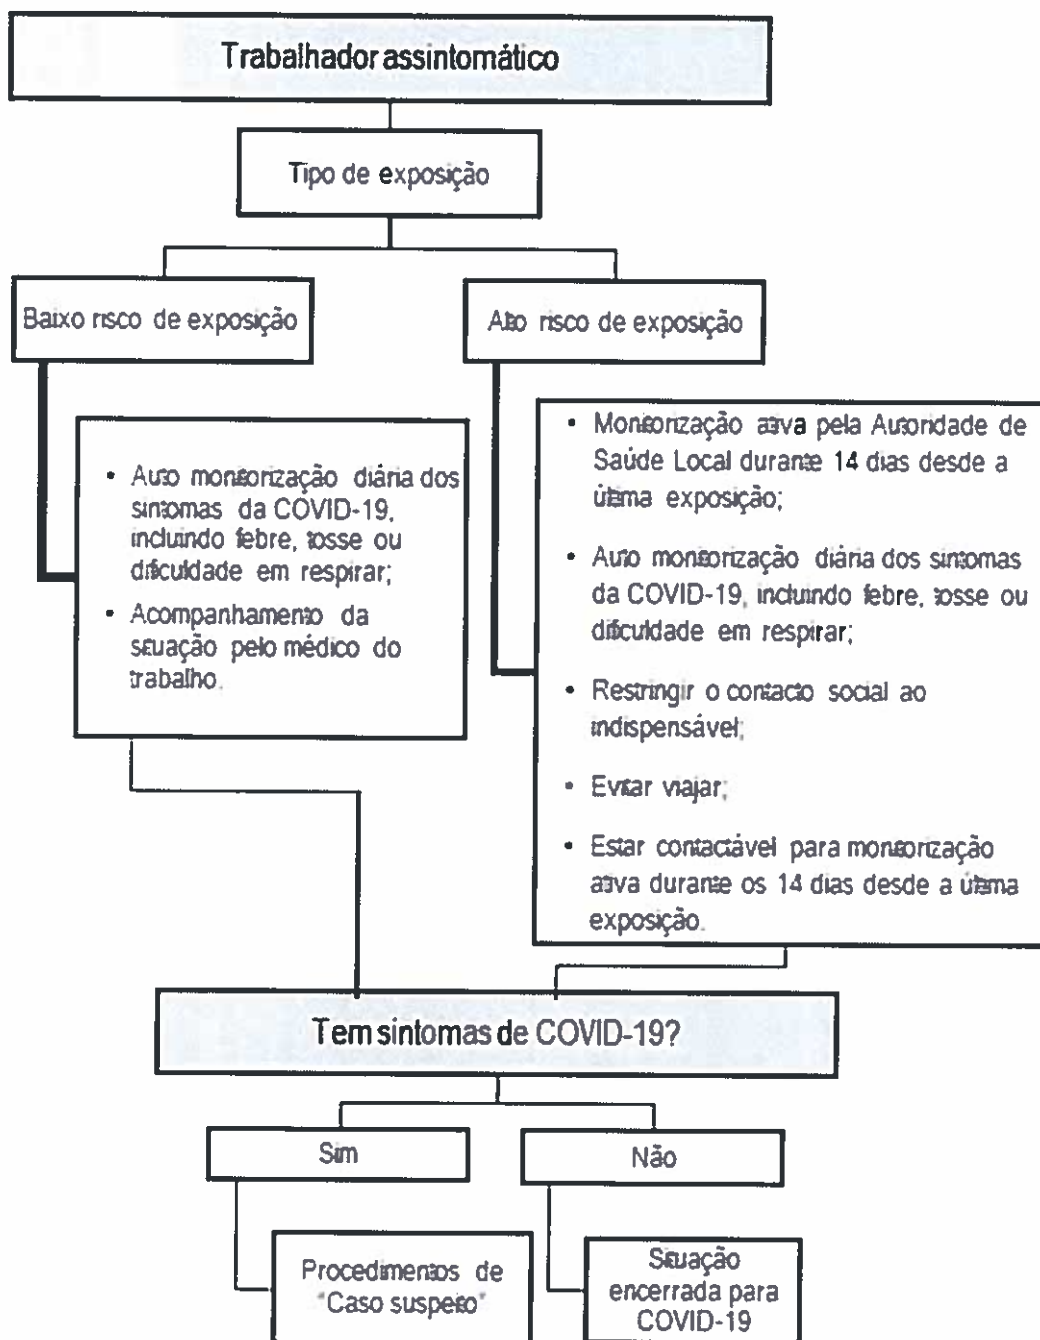 Trabalhador assintomático
Tipo de exposição
Baixo risco de exposição
Alto risco de exposição
• Auto monitorização diária dos
sintomas da COVID-19,
incluindo febre, tosse ou
dificuldade em respirar;
• Acompanhamento da
situação pelo médico do
trabalho.
• Monitorização ativa pela Autoridade de
Saúde Local durante 14 dias desde a
última exposição;
• Auto monitorização diária dos sintomas
da COVID-19, incluindo febre, tosse ou
dificuldade em respirar;
• Restringir o contacto social ao
indispensável;
• Evitar viajar;
• Estar contactável para monitorização
ativa durante os 14 dias desde a última
exposição.
Tem sintomas de COVID-19?
Sim
Não
Procedimentos de
"Caso suspeito"
Situação
encerrada para
COVID-19